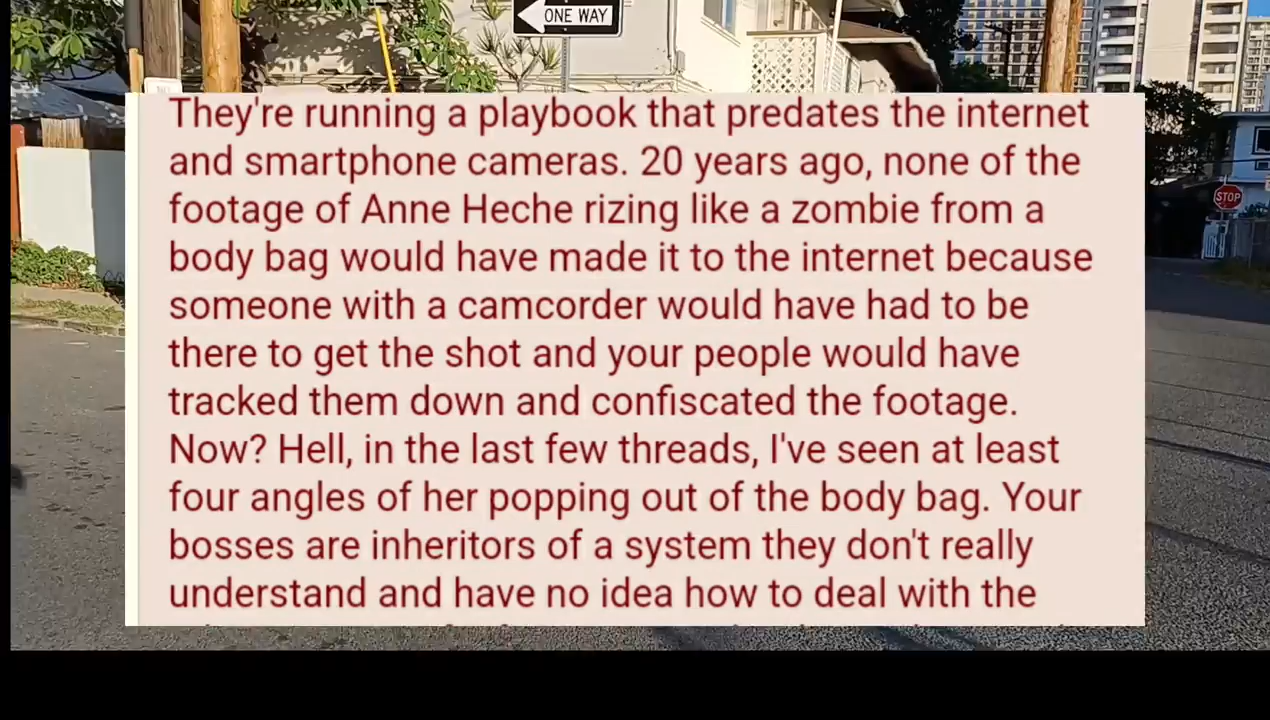 ONE WAY
They're running a playbook that predates the internet
and smartphone cameras. 20 years ago, none of the
footage of Anne Heche rizing like a zombie from a
body bag would have made it to the internet because
someone with a camcorder would have had to be
there to get the shot and your people would have
tracked them down and confiscated the footage.
Now? Hell, in the last few threads, I've seen at least
STOP
four angles of her popping out of the body bag. Your
bosses are inheritors of a system they don't really
understand and have no idea how to deal with the